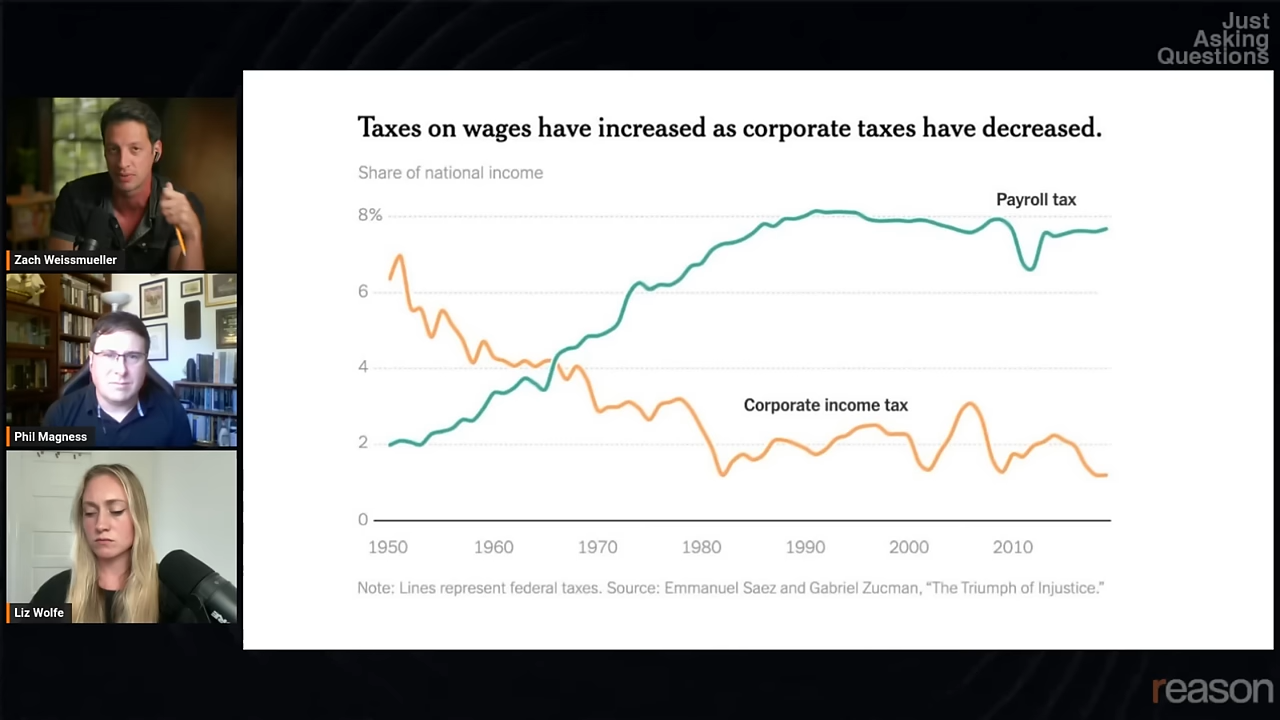 Just
Asking
Questions
Zach Weissmueller
Phil Magness
Liz Wolfe
Taxes on wages have increased as corporate taxes have decreased.
Share of national income
Payroll tax
8%
6
4
Corporate income tax
2
0
1950 1960 1970 1980 1990 2000 2010
Note: Lines represent federal taxes. Source: Emmanuel Saez and Gabriel Zucman, “The Triumph of Injustice.”
reason